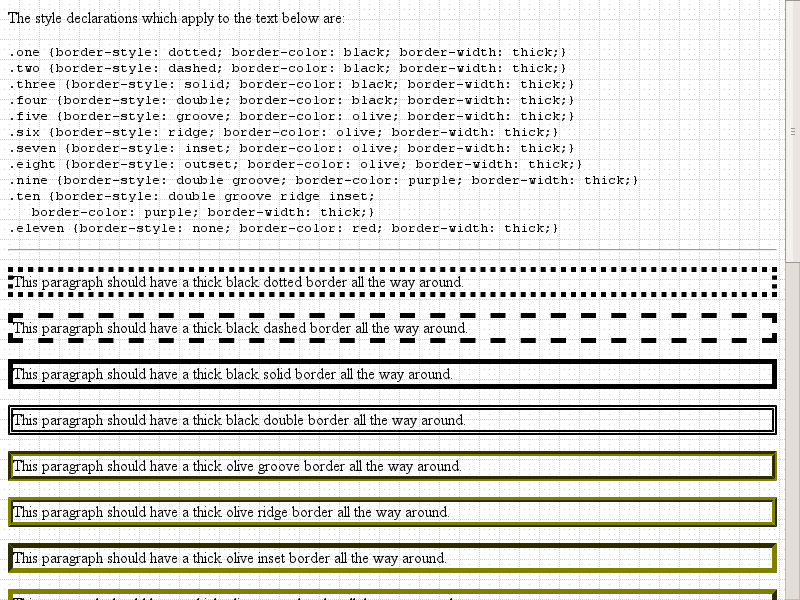 The style declarations which apply to the text below are:
.one {border-style: dotted; border-color: black; border-width: thick;}
.two {border-style: dashed; border-color: black; border-width: thick;}
.three {border-style: solid; border-color: black; border-width: thick;}
.four {border-style: double; border-color: black; border-width: thick;}
.five {border-style: groove; border-color: olive; border-width: thick;}
.six {border-style: ridge; border-color: olive; border-width: thick;}
.seven {border-style: inset; border-color: olive; border-width: thick;}
.eight {border-style: outset; border-color: olive; border-width: thick;}
.nine {border-style: double groove; border-color: purple; border-width: thick;}
.ten {border-style: double groove ridge inset;
border-color: purple; border-width: thick;}
.eleven {border-style: none; border-color: red; border-width: thick;}
This paragraph should have a thick black dotted border all the way around.
This paragraph should have a thick black dashed border all the way around.
This paragraph should have a thick black solid border all the way around.
This paragraph should have a thick black double border all the way around.
This paragraph should have a thick olive groove border all the way around.
This paragraph should have a thick olive ridge border all the way around.
This paragraph should have a thick olive inset border all the way around.